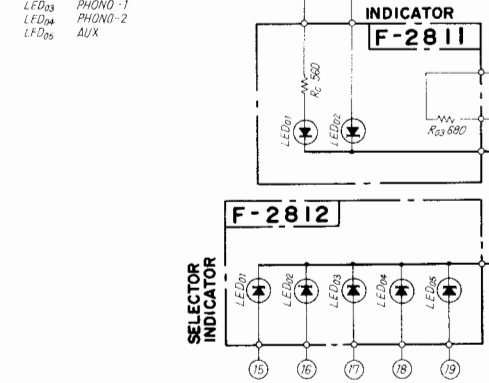 LED03 PHONO-1
LED04 PHONO-2
LED05 AUX
INDICATOR
F-2811
Rc 560
LED01
LED02
R03 680
F-2812
SELECTOR
INDICATOR
LED01
LED02
LED03
LED04
LED05
15
16
17
18
19